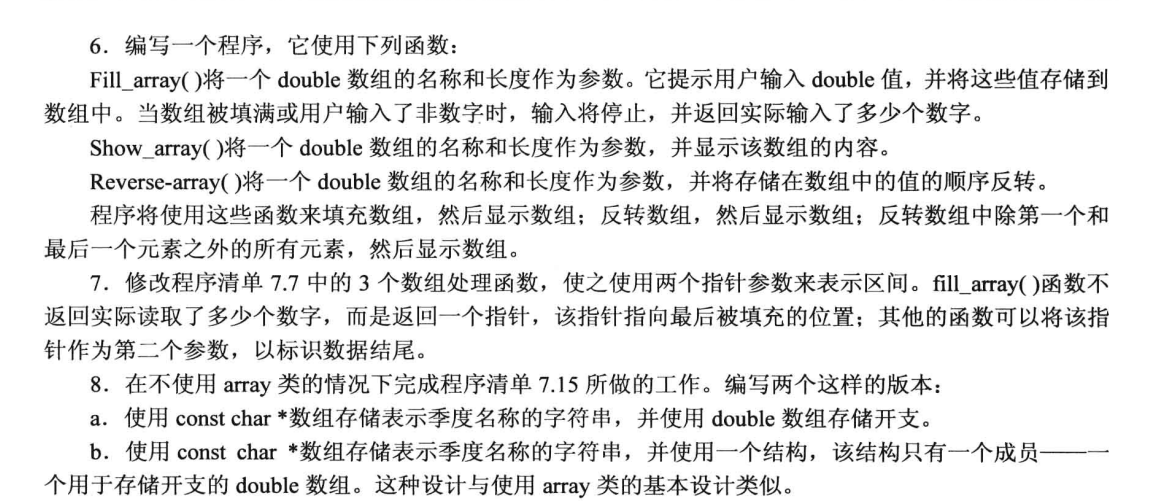 6．编写一个程序，它使用下列函数：
Fill_array( )将一个 double 数组的名称和长度作为参数。它提示用户输入 double 值，并将这些值存储到
数组中。当数组被填满或用户输入了非数字时，输入将停止，并返回实际输入了多少个数字。
Show_array( )将一个 double 数组的名称和长度作为参数，并显示该数组的内容。
Reverse-array( )将一个 double 数组的名称和长度作为参数，并将存储在数组中的值的顺序反转。
程序将使用这些函数来填充数组，然后显示数组；反转数组，然后显示数组；反转数组中除第一个和
最后一个元素之外的所有元素，然后显示数组。
7．修改程序清单 7.7 中的 3 个数组处理函数，使之使用两个指针参数来表示区间。fill_array( )函数不
返回实际读取了多少个数字，而是返回一个指针，该指针指向最后被填充的位置；其他的函数可以将该指
针作为第二个参数，以标识数据结尾。
8．在不使用 array 类的情况下完成程序清单 7.15 所做的工作。编写两个这样的版本：
a．使用 const char *数组存储表示季度名称的字符串，并使用 double 数组存储开支。
b．使用 const char *数组存储表示季度名称的字符串，并使用一个结构，该结构只有一个成员——一
个用于存储开支的 double 数组。这种设计与使用 array 类的基本设计类似。